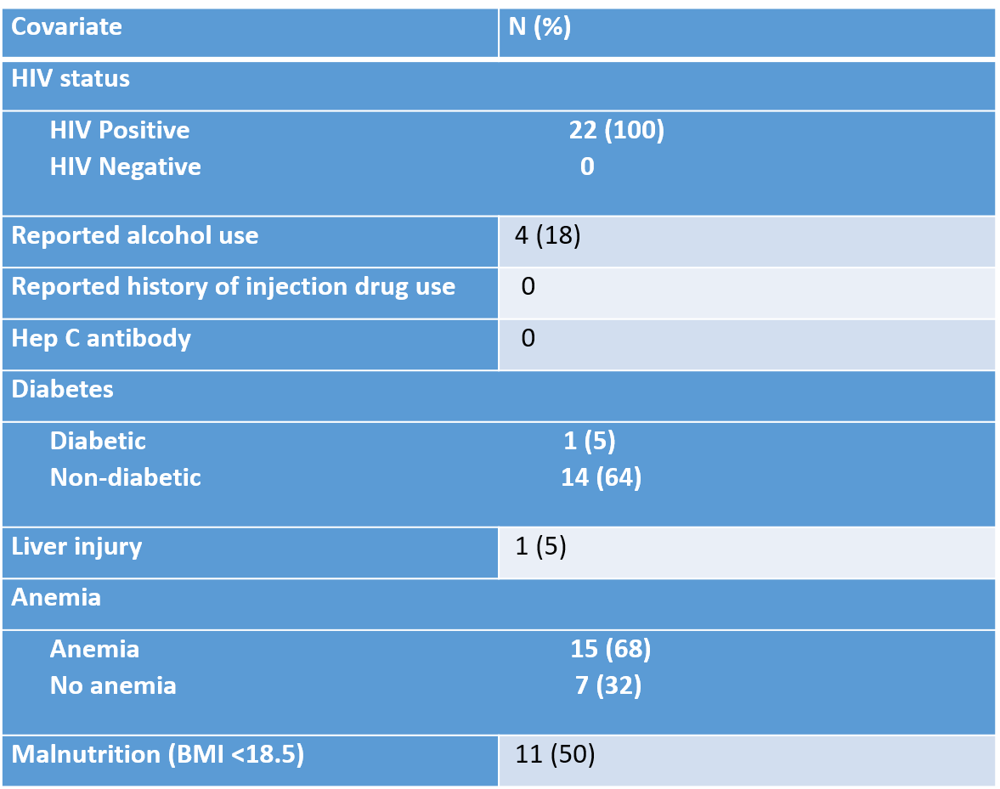 Covariate N (%)
HIV status
HIV Positive 22 (100)
HIV Negative 0
Reported alcohol use 4 (18)
Reported history of injection drug use 0
Hep C antibody 0
Diabetes
Diabetic 1 (5)
Non-diabetic 14 (64)
Liver injury 1 (5)
Anemia
Anemia 15 (68)
No anemia 7 (32)
Malnutrition (BMI <18.5) 11 (50)